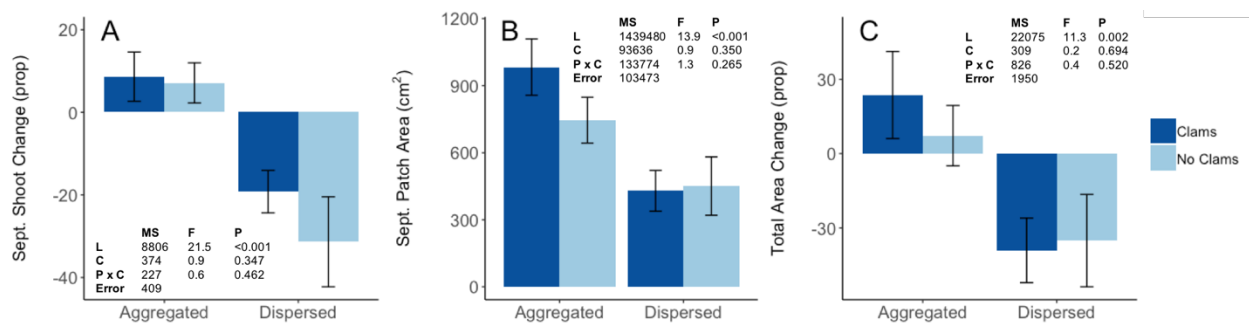 A
Sept. Shoot Change (prop)
20
0
-20
-40
MS F P
L 8806 21.5 <0.001
C 374 0.9 0.347
P x C 227 0.6 0.462
Error 409
Aggregated Dispersed
B
Sept. Patch Area (cm²)
1200
900
600
300
0
MS F P
L 1439480 13.9 <0.001
C 93636 0.9 0.350
P x C 133774 1.3 0.265
Error 103473
Aggregated Dispersed
C
Total Area Change (prop)
30
0
-30
MS F P
L 22075 11.3 0.002
C 309 0.2 0.694
P x C 826 0.4 0.520
Error 1950
Aggregated Dispersed
Clams
No Clams